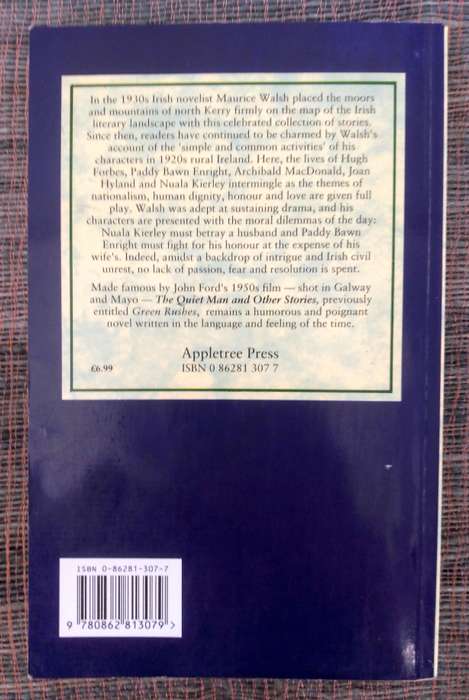 In the 1930s Irish novelist Maurice Walsh placed the moors
and mountains of north Kerry firmly on the map of the Irish
literary landscape with this celebrated collection of stories.
Since then, readers have continued to be charmed by Walsh's
account of the 'simple and common activities' of his
characters in 1920s rural Ireland. Here, the lives of Hugh
Forbes, Paddy Bawn Enright, Archibald MacDonald, Joan
Hyland and Nuala Kierley intermingle as the themes of
nationalism, human dignity, honour and love are given full
play. Walsh was adept at sustaining drama, and his
characters are presented with the moral dilemmas of the day:
Nuala Kierley must betray a husband and Paddy Bawn
Enright must fight for his honour at the expense of his
wife's. Indeed, amidst a backdrop of intrigue and Irish civil
unrest, no lack of passion, fear and resolution is spent.
Made famous by John Ford's 1950s film — shot in Galway
and Mayo — The Quiet Man and Other Stories, previously
entitled Green Rushes, remains a humorous and poignant
novel written in the language and feeling of the time.
Appletree Press
£6.99 ISBN 0 86281 307 7
ISBN 0-86281-307-7
9 780862 813079 >